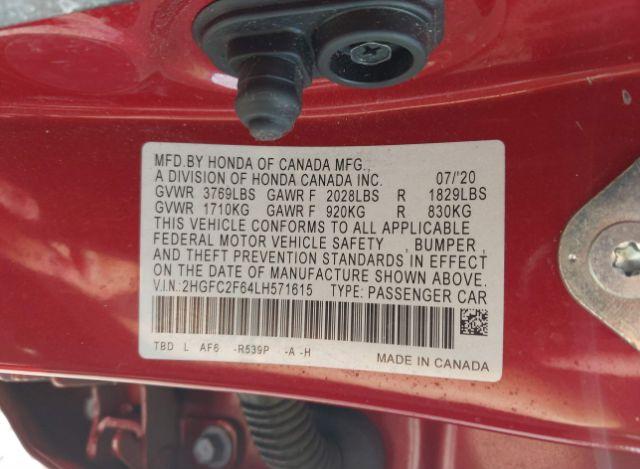 MFD.BY HONDA OF CANADA MFG.,
A DIVISION OF HONDA CANADA INC. 07/'20
GVWR 3769LBS GAWR F 2028LBS R 1829LBS
GVWR 1710KG GAWR F 920KG R 830KG
THIS VEHICLE CONFORMS TO ALL APPLICABLE
FEDERAL MOTOR VEHICLE SAFETY , BUMPER,
AND THEFT PREVENTION STANDARDS IN EFFECT
ON THE DATE OF MANUFACTURE SHOWN ABOVE.
V.I.N.:2HGFC2F64LH571615 TYPE: PASSENGER CAR
TBD L AF6 -R539P -A -H
MADE IN CANADA